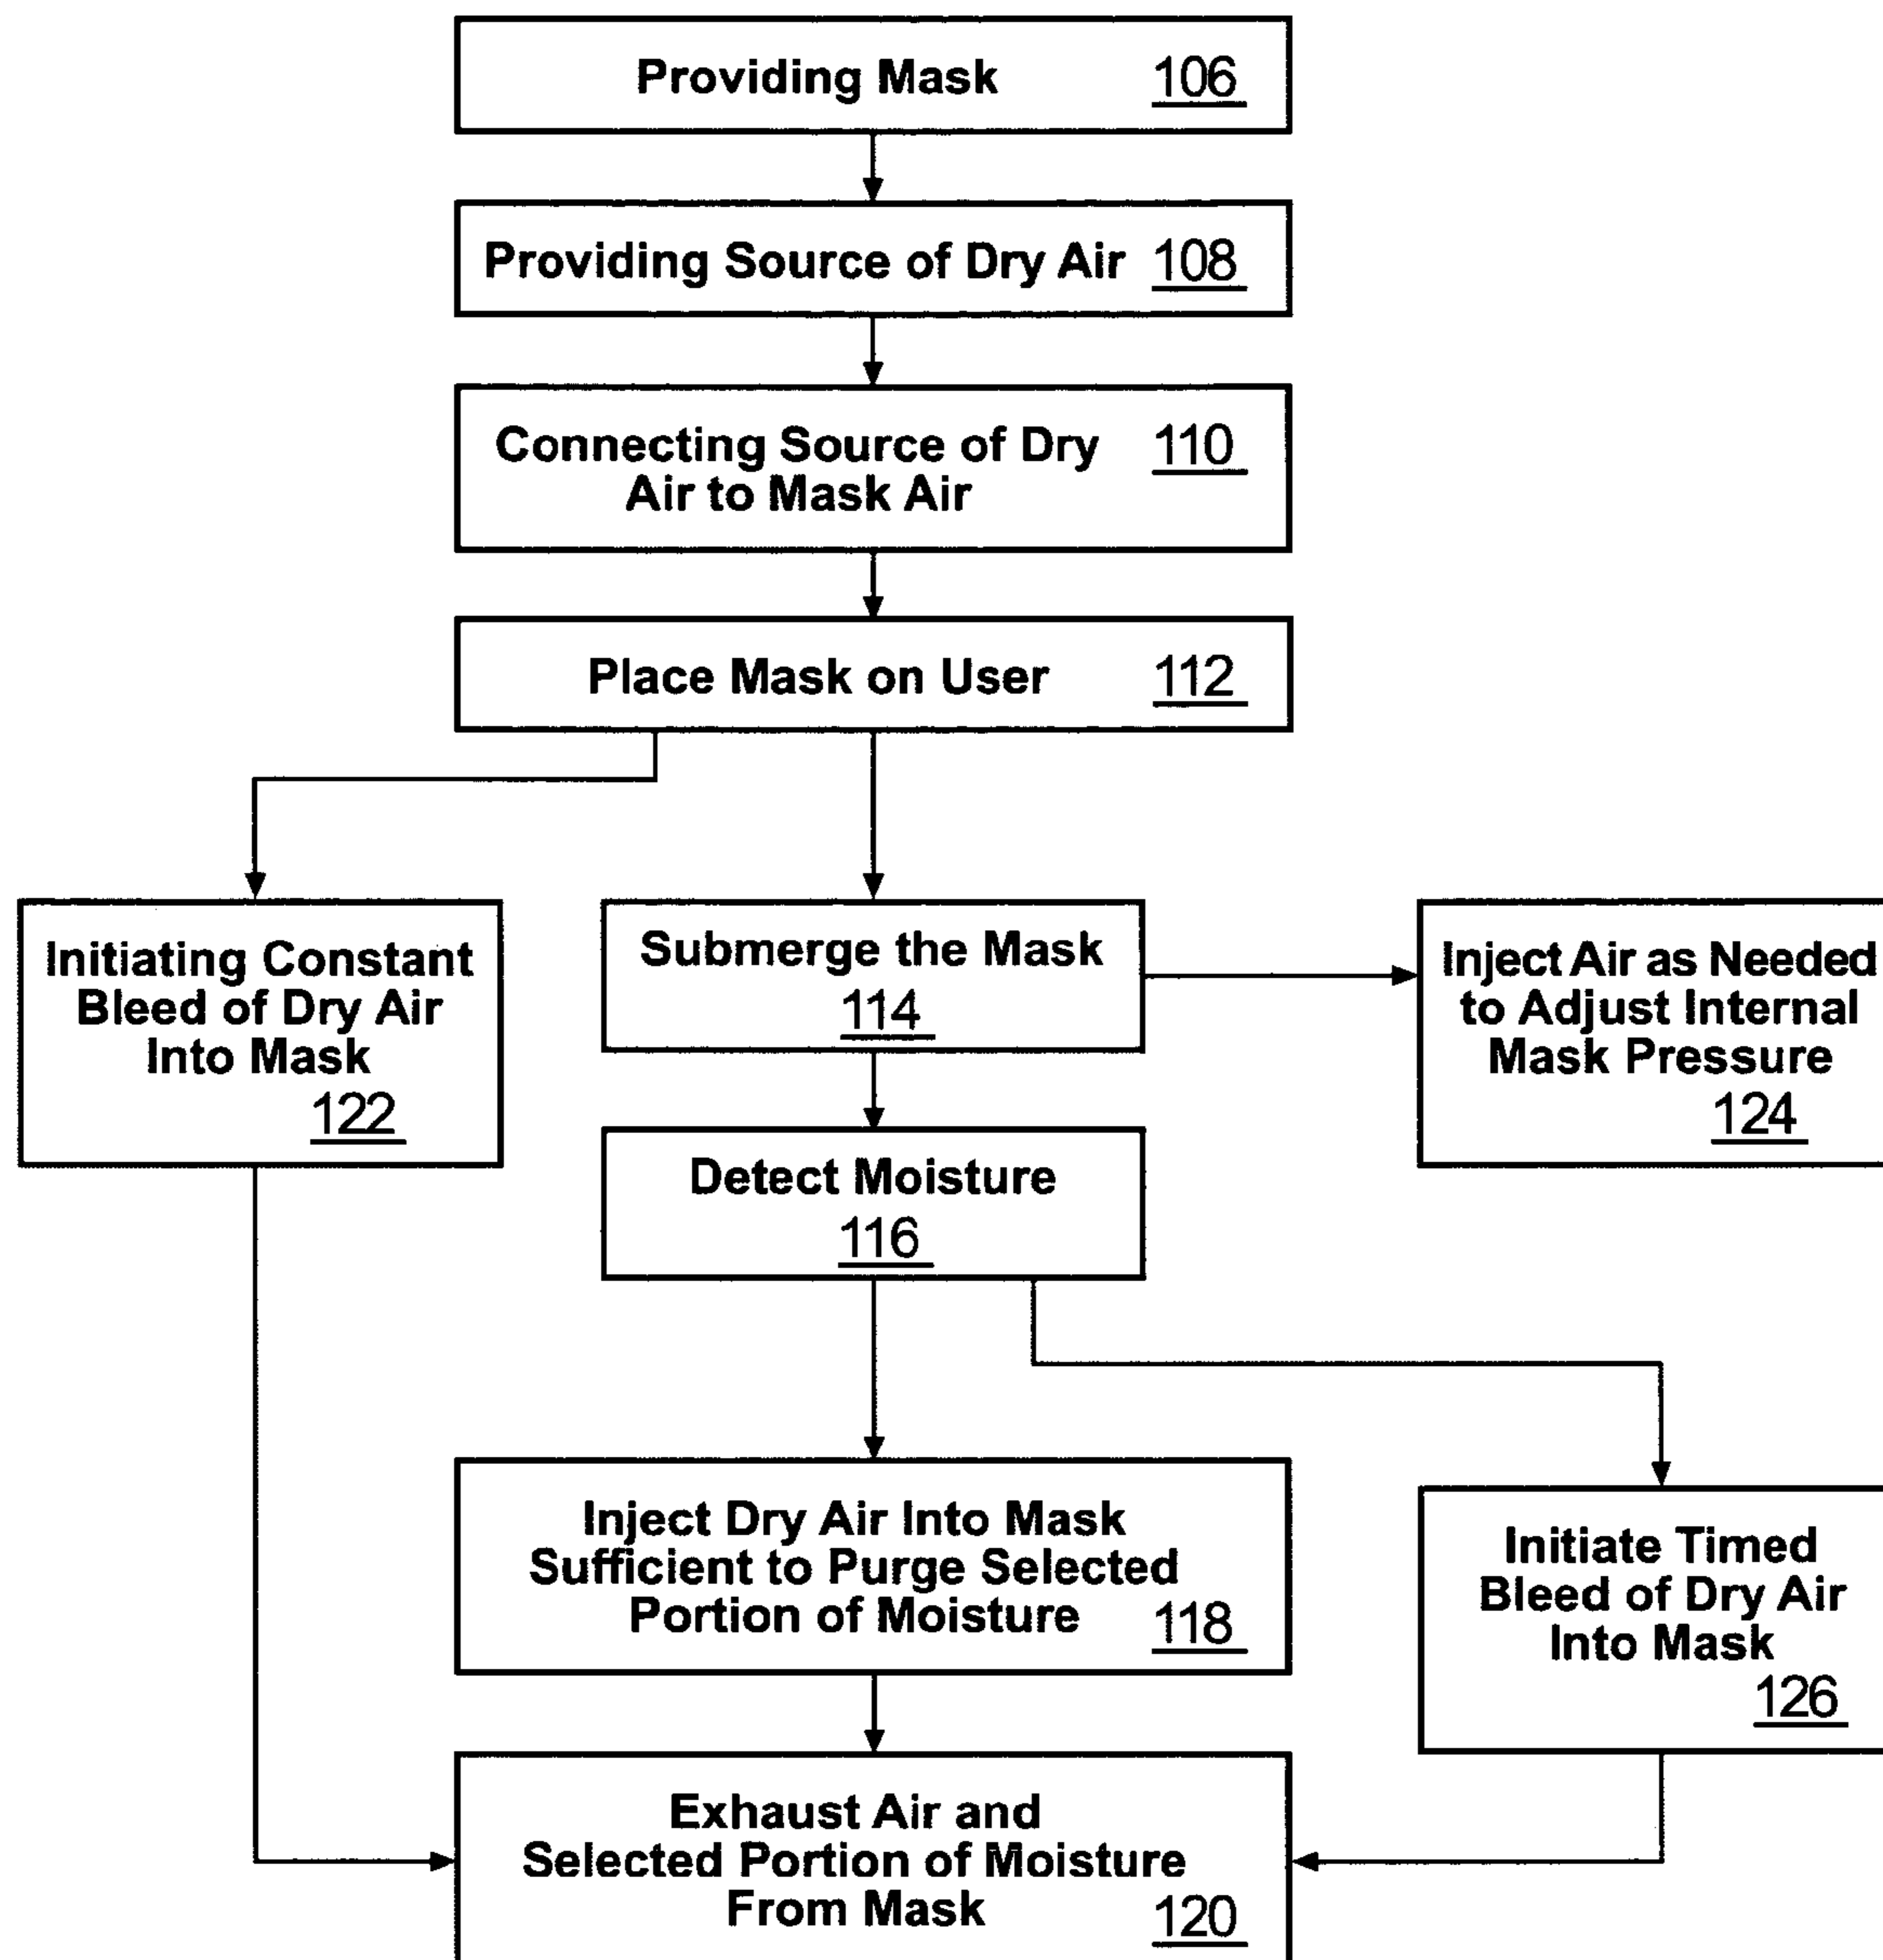 Providing Mask 106
Providing Source of Dry Air 108
Connecting Source of Dry 110
Air to Mask Air
Place Mask on User 112
Initiating Constant
Bleed of Dry Air
Into Mask
122
Submerge the Mask
114
Inject Air as Needed
to Adjust Internal
Mask Pressure
124
Detect Moisture
116
Inject Dry Air Into Mask
Sufficient to Purge Selected
Portion of Moisture 118
Initiate Timed
Bleed of Dry Air
Into Mask
126
Exhaust Air and
Selected Portion of Moisture
From Mask 120